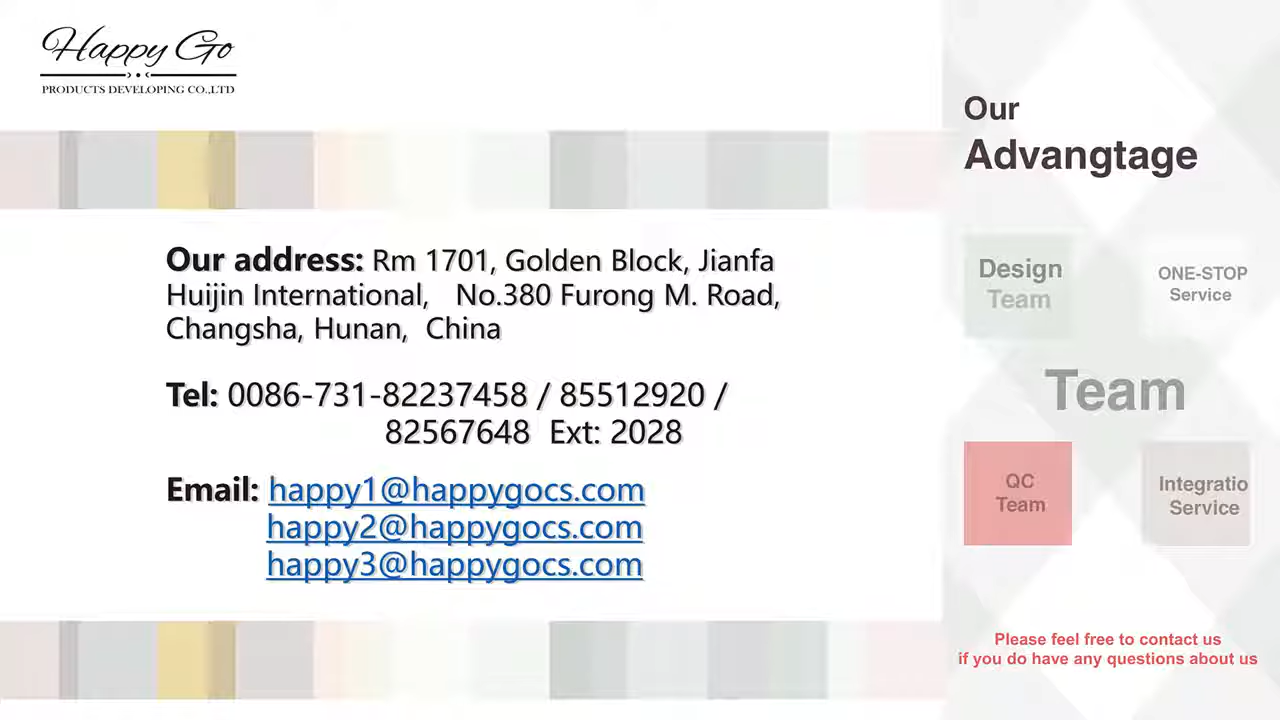 Happy Go
PRODUCTS DEVELOPING CO.,LTD
Our address: Rm 1701, Golden Block, Jianfa
Huijin International, No.380 Furong M. Road,
Changsha, Hunan, China
Tel: 0086-731-82237458 / 85512920 /
82567648 Ext: 2028
Email: happy1@happygocs.com
happy2@happygocs.com
happy3@happygocs.com
Our
Advangtage
Design
Team
ONE-STOP
Service
Team
QC
Team
Integratio
Service
Please feel free to contact us
if you do have any questions about us